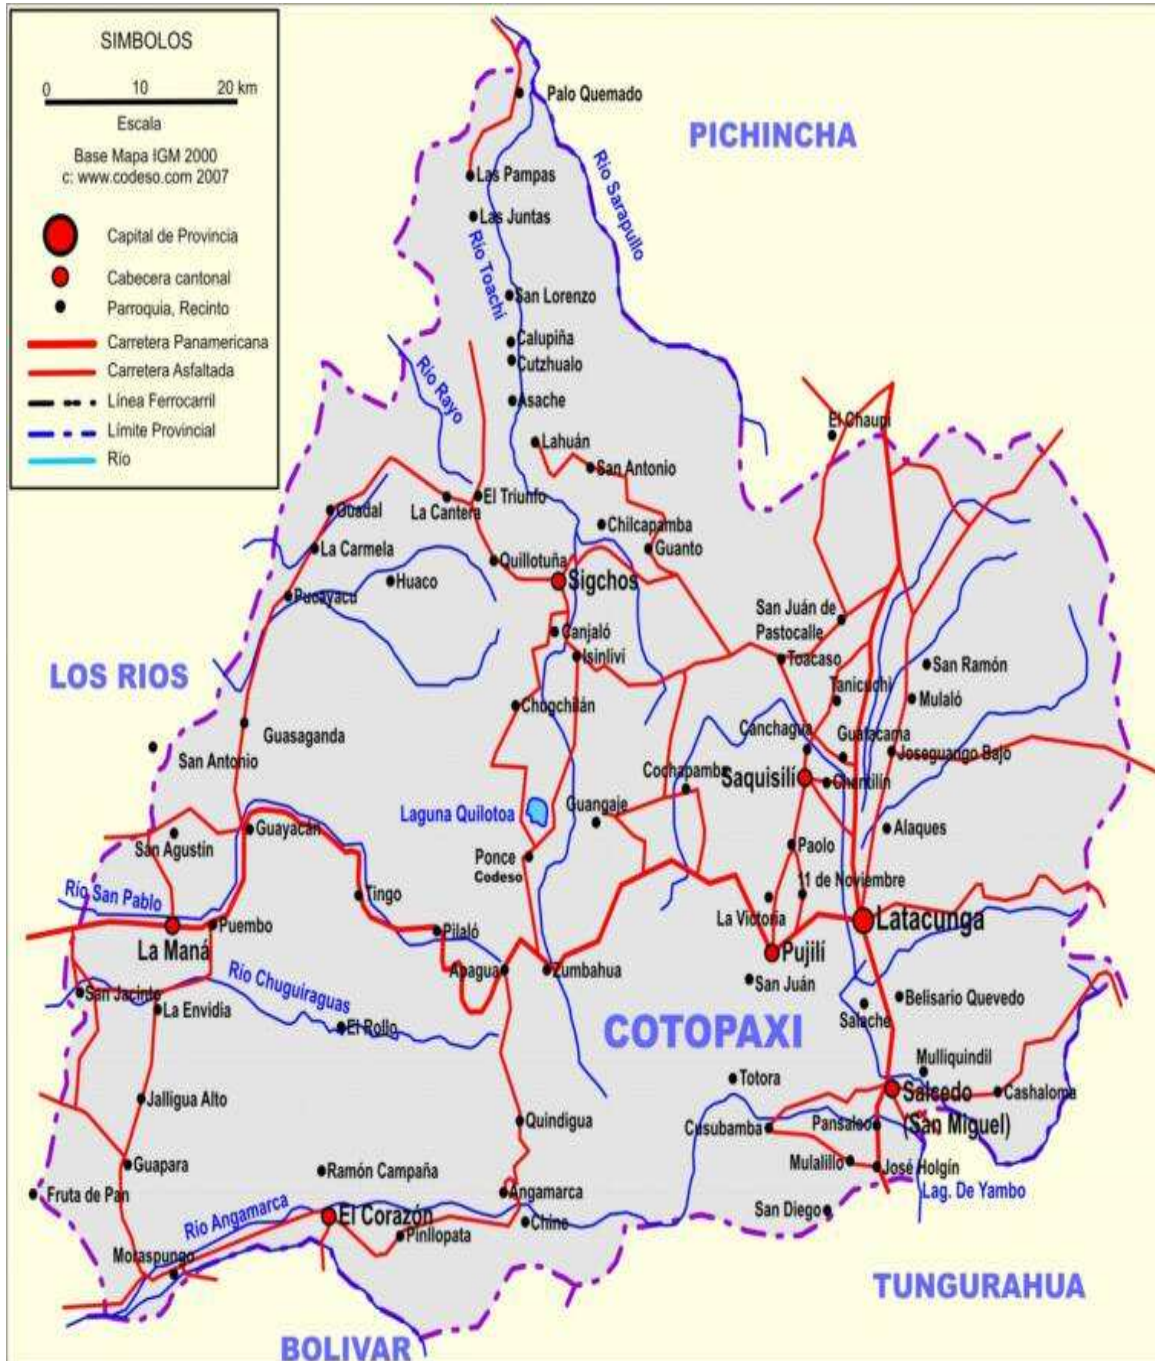 SIMBOLOS
0 10 20 km
Escala
Base Mapa IGM 2000
c: www.codeso.com 2007
Capital de Provincia
Cabecera cantonal
Parroquia, Recinto
Carretera Panamericana
Carretera Asfaltada
Línea Ferrocarril
Límite Provincial
Río
Palo Quemado
PICHINCHA
Río Sarapullo
Las Pampas
Las Juntas
Río Toachi
San Lorenzo
Calupiña
Cutzhualo
Río Rayo
Asache
El Chaupi
Lahuán
San Antonio
El Triunfo
La Cantera
Guadal
Chilcapamba
Guanto
La Carmela
Quillotuña
Huaco
Sigchos
Pucayacu
San Juán de
Pastocalle
Canjaló
Isinliví
Toacaso
San Ramón
LOS RIOS
Tanicuchi
Mulaló
Chogchilán
Guasaganda
Canchagua
Guatacama
Joseguango Bajo
San Antonio
Cochapamba
Saquisilí
Chantilín
Laguna Quilotoa
Guangaje
Guayacán
Alaques
San Agustín
Paolo
Ponce
Codeso
11 de Noviembre
Río San Pablo
Tingo
La Victoria
Latacunga
Puembo
La Maná
Pilaló
Pujilí
Apagua
Zumbahua
Río Chuguiraguas
San Juán
San Jacinto
La Envidia
Belisario Quevedo
Salache
El Rollo
COTOPAXI
Mulliquindil
Totora
Salcedo
(San Miguel)
Cashaloma
Jalligua Alto
Quindigua
Cusubamba
Pansaleo
Guapara
Ramón Campaña
Mulalillo
José Holgín
Fruta de Pan
Angamarca
Lag. De Yambo
Río Angamarca
El Corazón
Chine
San Diego
Pinllopata
Moraspungo
TUNGURAHUA
BOLIVAR